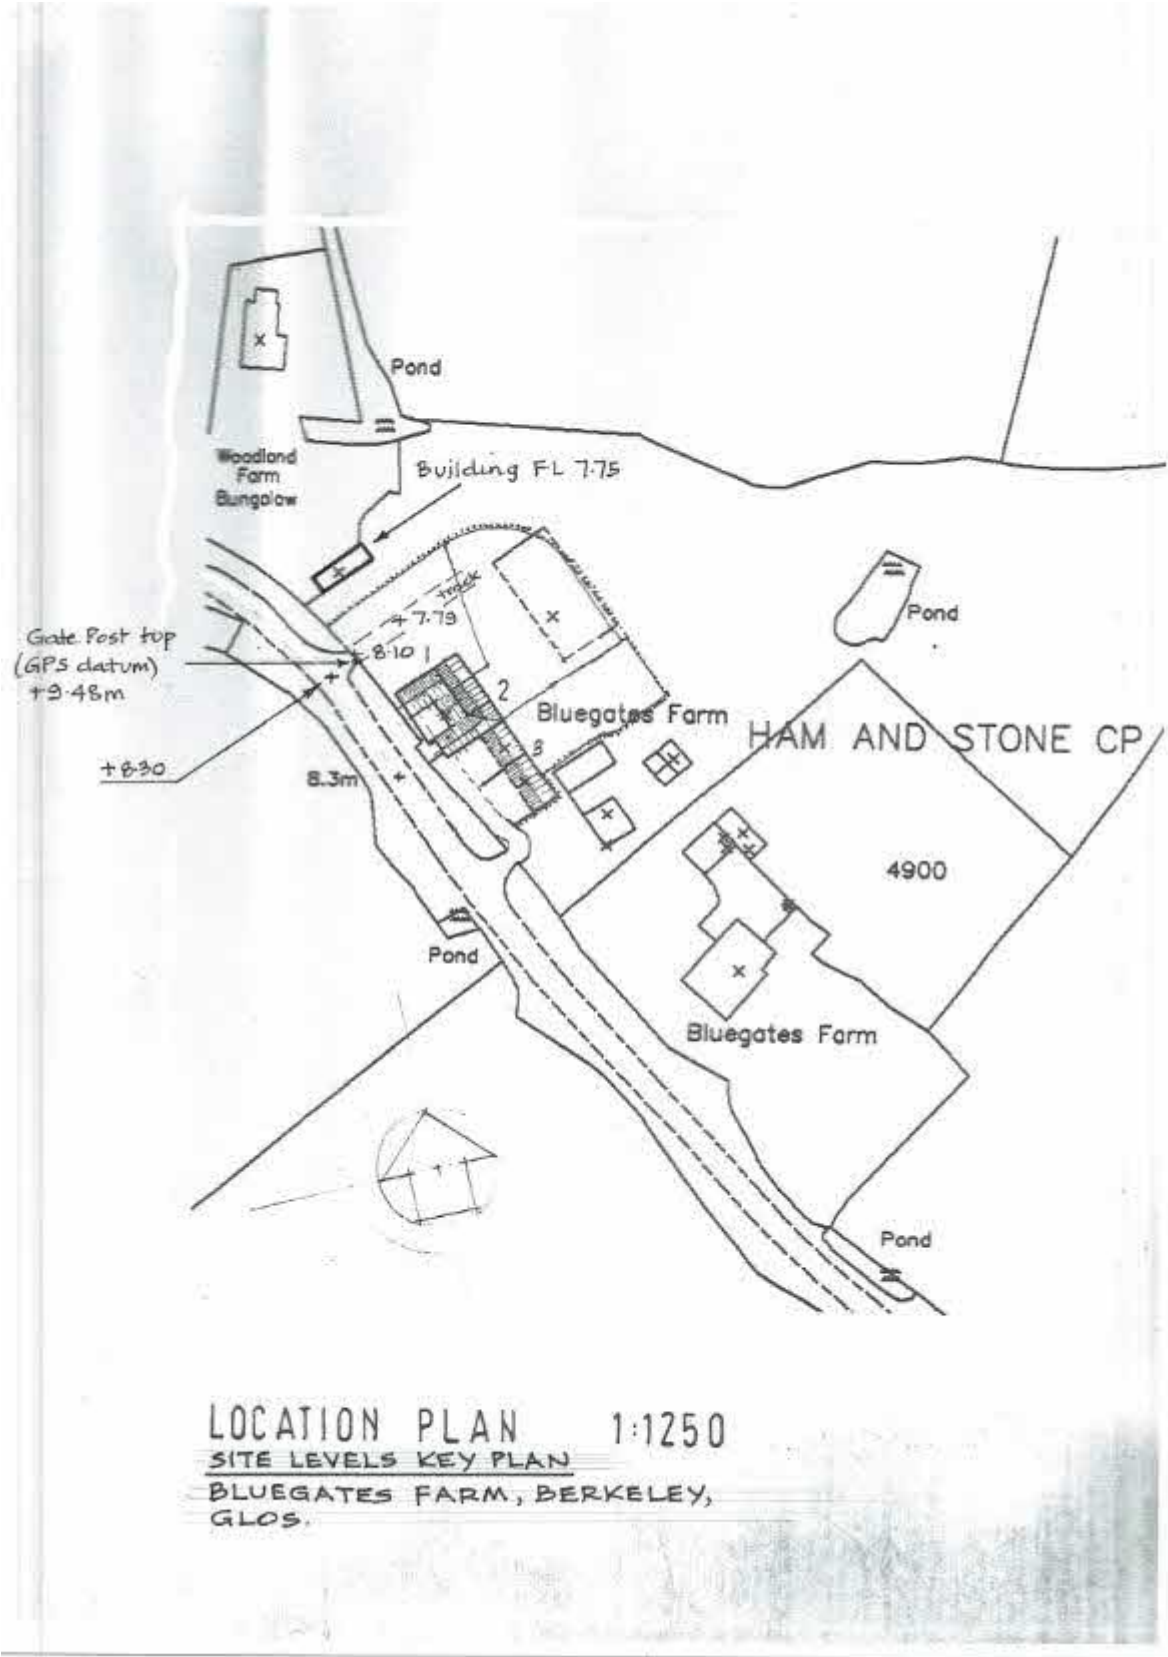 Pond
Woodland
Farm
Bungalow
Building FL 7.75
track
+7.79
8.10
1
2
3
Pond
Gate Post top
(GPS datum)
+9.48m
+8.30
8.3m
Bluegates Farm
HAM AND STONE CP
4900
Pond
Bluegates Farm
Pond
LOCATION PLAN 1:1250
SITE LEVELS KEY PLAN
BLUEGATES FARM, BERKELEY,
GLOS.